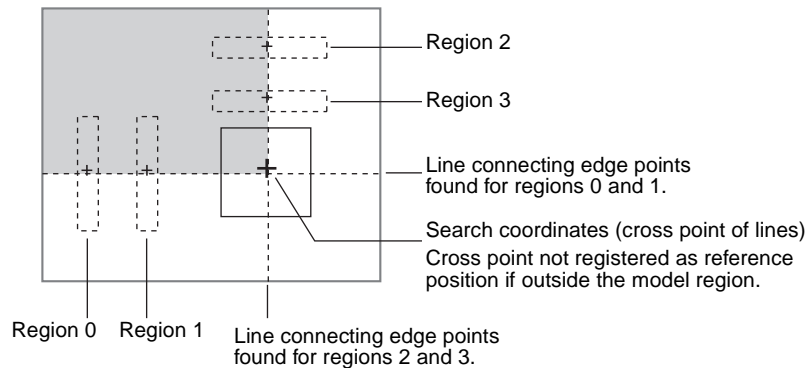 Region 2
Region 3
Line connecting edge points
found for regions 0 and 1.
Search coordinates (cross point of lines)
Cross point not registered as reference
position if outside the model region.
Region 0
Region 1
Line connecting edge points
found for regions 2 and 3.